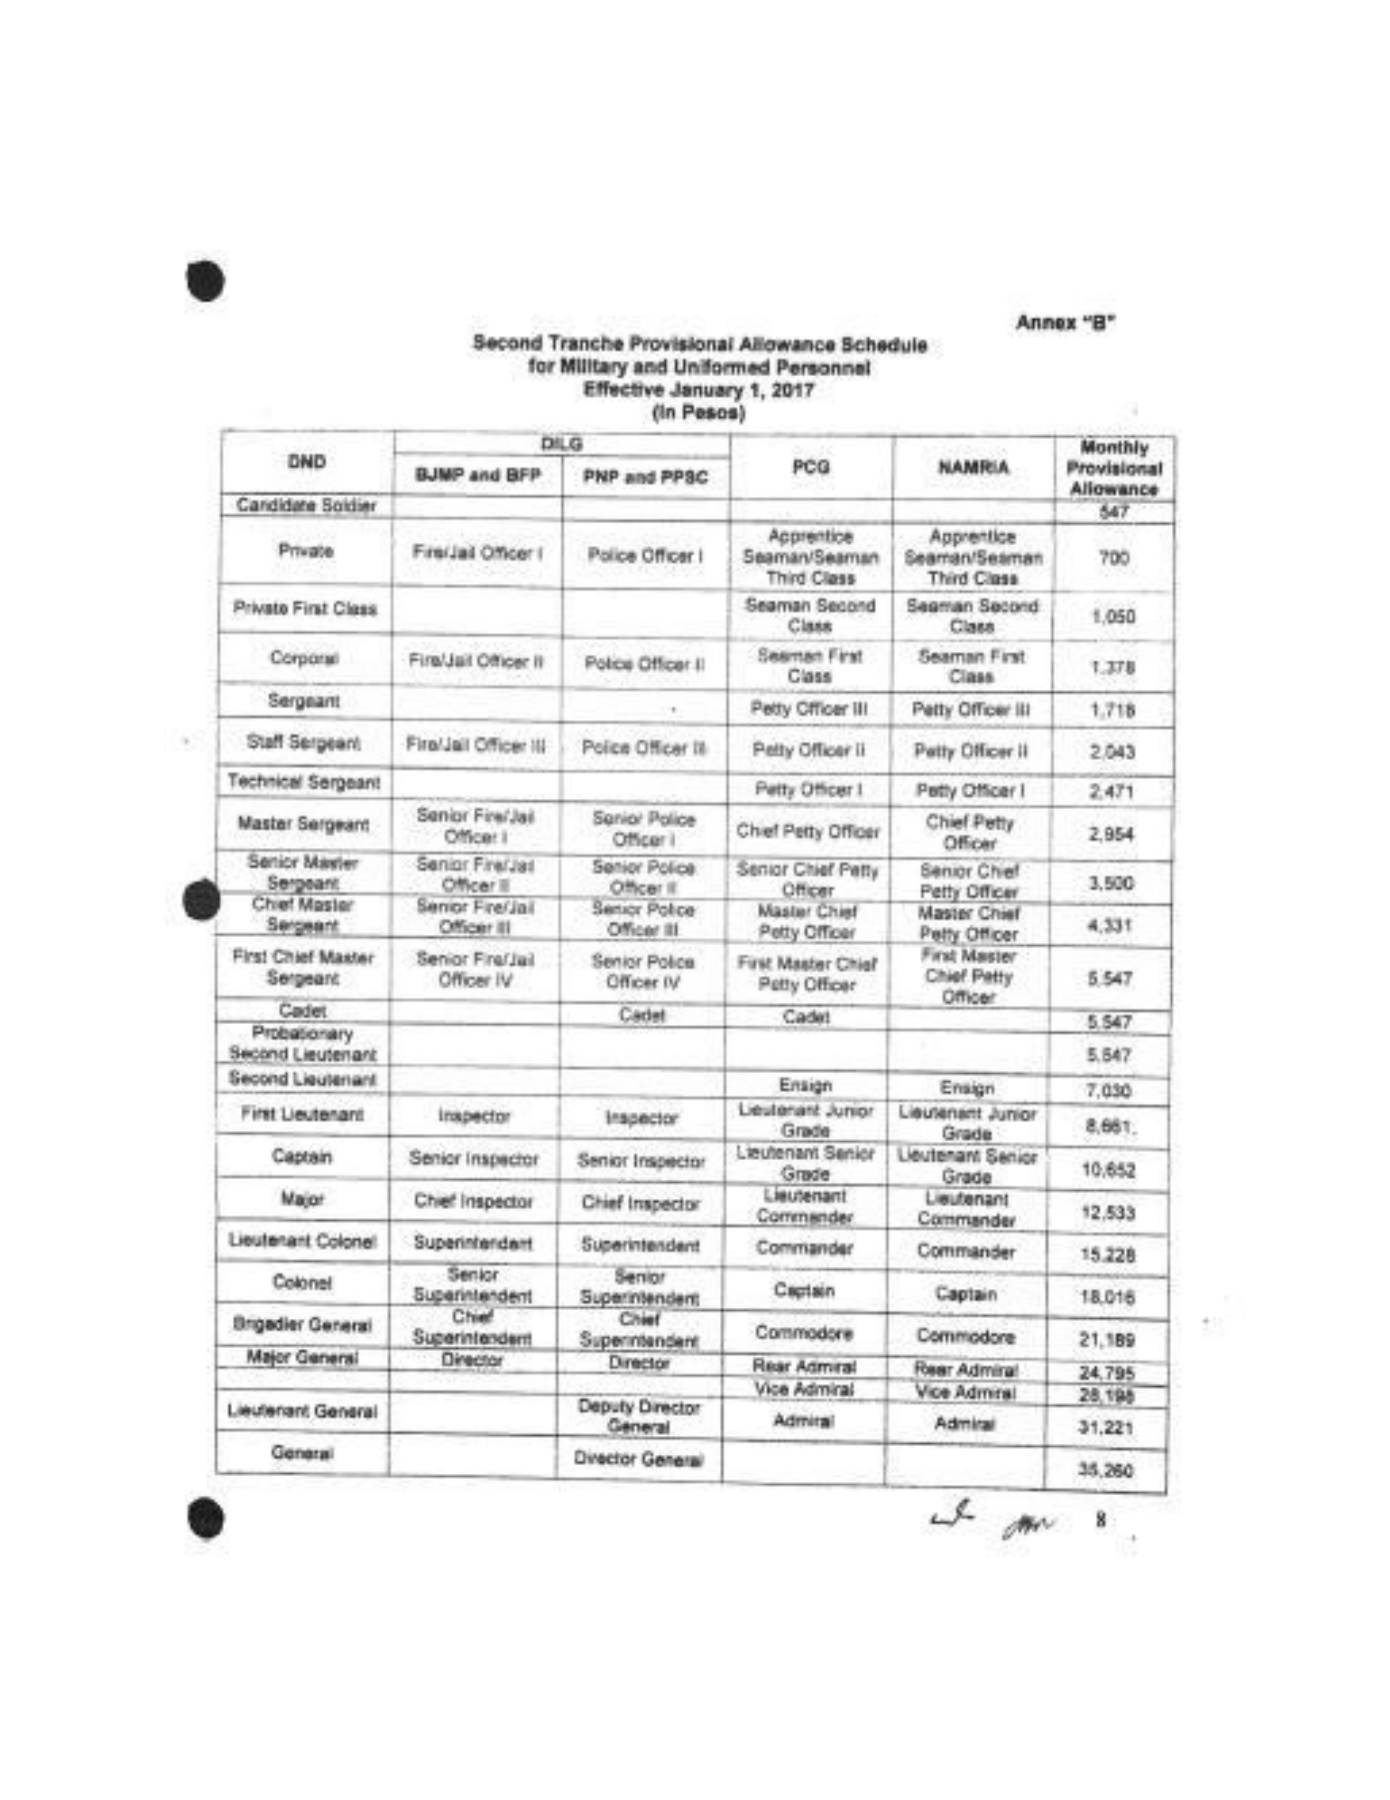 Annex "B"
Second Tranche Provisional Allowance Schedule
for Military and Uniformed Personnel
Effective January 1, 2017
(In Pesos)
DND | DILG | PCG | NAMRIA | Monthly Provisional Allowance
BJMP and BFP | PNP and PPSC
Candidate Soldier | 547
Private | Fire/Jail Officer I | Police Officer I | Apprentice Seaman/Seaman Third Class | Apprentice Seaman/Seaman Third Class | 700
Private First Class | Seaman Second Class | Seaman Second Class | 1,050
Corporal | Fire/Jail Officer II | Police Officer II | Seaman First Class | Seaman First Class | 1,378
Sergeant | Petty Officer III | Petty Officer III | 1,718
Staff Sergeant | Fire/Jail Officer III | Police Officer III | Petty Officer II | Petty Officer II | 2,043
Technical Sergeant | Petty Officer I | Petty Officer I | 2,471
Master Sergeant | Senior Fire/Jail Officer I | Senior Police Officer I | Chief Petty Officer | Chief Petty Officer | 2,954
Senior Master Sergeant | Senior Fire/Jail Officer II | Senior Police Officer II | Senior Chief Petty Officer | Senior Chief Petty Officer | 3,500
Chief Master Sergeant | Senior Fire/Jail Officer III | Senior Police Officer III | Master Chief Petty Officer | Master Chief Petty Officer | 4,331
First Chief Master Sergeant | Senior Fire/Jail Officer IV | Senior Police Officer IV | First Master Chief Petty Officer | First Master Chief Petty Officer | 5,547
Cadet | Cadet | Cadet | 5,547
Probationary Second Lieutenant | 5,547
Second Lieutenant | Ensign | Ensign | 7,030
First Lieutenant | Inspector | Inspector | Lieutenant Junior Grade | Lieutenant Junior Grade | 8,661
Captain | Senior Inspector | Senior Inspector | Lieutenant Senior Grade | Lieutenant Senior Grade | 10,652
Major | Chief Inspector | Chief Inspector | Lieutenant Commander | Lieutenant Commander | 12,533
Lieutenant Colonel | Superintendent | Superintendent | Commander | Commander | 15,228
Colonel | Senior Superintendent | Senior Superintendent | Captain | Captain | 18,016
Brigadier General | Chief Superintendent | Chief Superintendent | Commodore | Commodore | 21,189
Major General | Director | Director | Rear Admiral | Rear Admiral | 24,795
Vice Admiral | Vice Admiral | 28,198
Lieutenant General | Deputy Director General | Admiral | Admiral | 31,221
General | Director General | 35,260
8